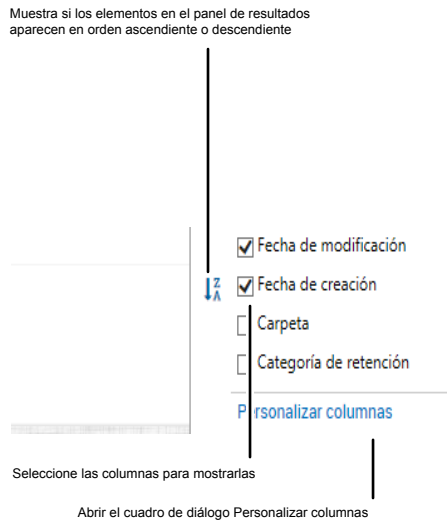 Muestra si los elementos en el panel de resultados
aparecen en orden ascendiente o descendiente
Fecha de modificación
Z
A
Fecha de creación
Carpeta
Categoría de retención
Personalizar columnas
Seleccione las columnas para mostrarlas
Abrir el cuadro de diálogo Personalizar columnas